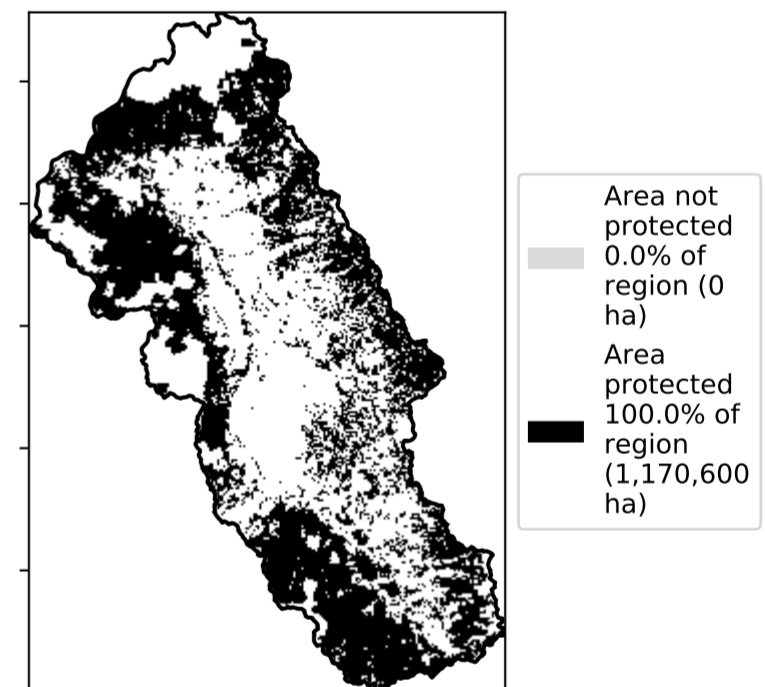 Area not
protected
0.0% of
region (0
ha)
Area
protected
100.0% of
region
(1,170,600
ha)